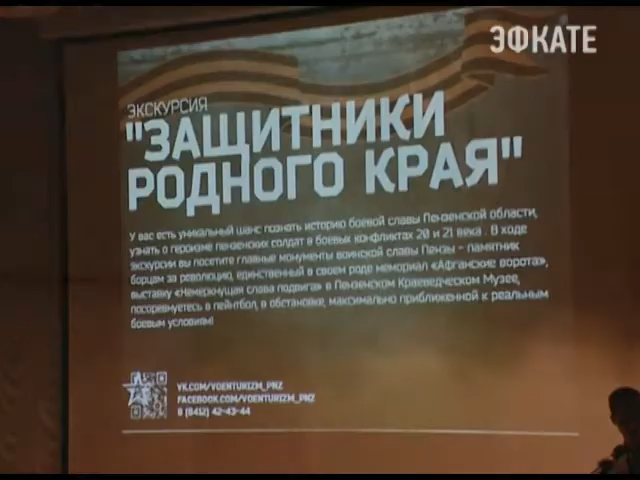 ЭФКАТЕ
ЭКСКУРСИЯ
"ЗАЩИТНИКИ
РОДНОГО КРАЯ"
У вас есть уникальный шанс познать историю боевой славы Пензенской области,
узнать о героизме пензенских солдат в боевых конфликтах 20 и 21 века . В ходе
экскурсии вы посетите главные монументы воинской славы Пензы - памятник
борцам за революцию, единственный в своем роде мемориал «Афганские ворота»,
выставку «Немеркнущая слава подвига» в Пензенском Краеведческом Музее,
посоревнуетесь в пейнтбол, в обстановке, максимально приближенной к реальным
боевым условиям!
VK.COM/VOENTURIZM_PNZ
FACEBOOK.COM/VOENTURIZM_PNZ
8 (8412) 42-43-44